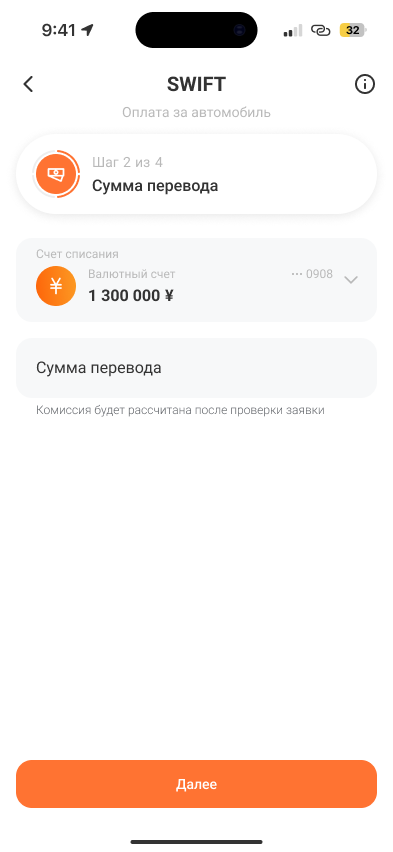 9:41
32
SWIFT
Оплата за автомобиль
Шаг 2 из 4
Сумма перевода
Счет списания
Валютный счет ··· 0908
1 300 000 ¥
Сумма перевода
Комиссия будет рассчитана после проверки заявки
Далее